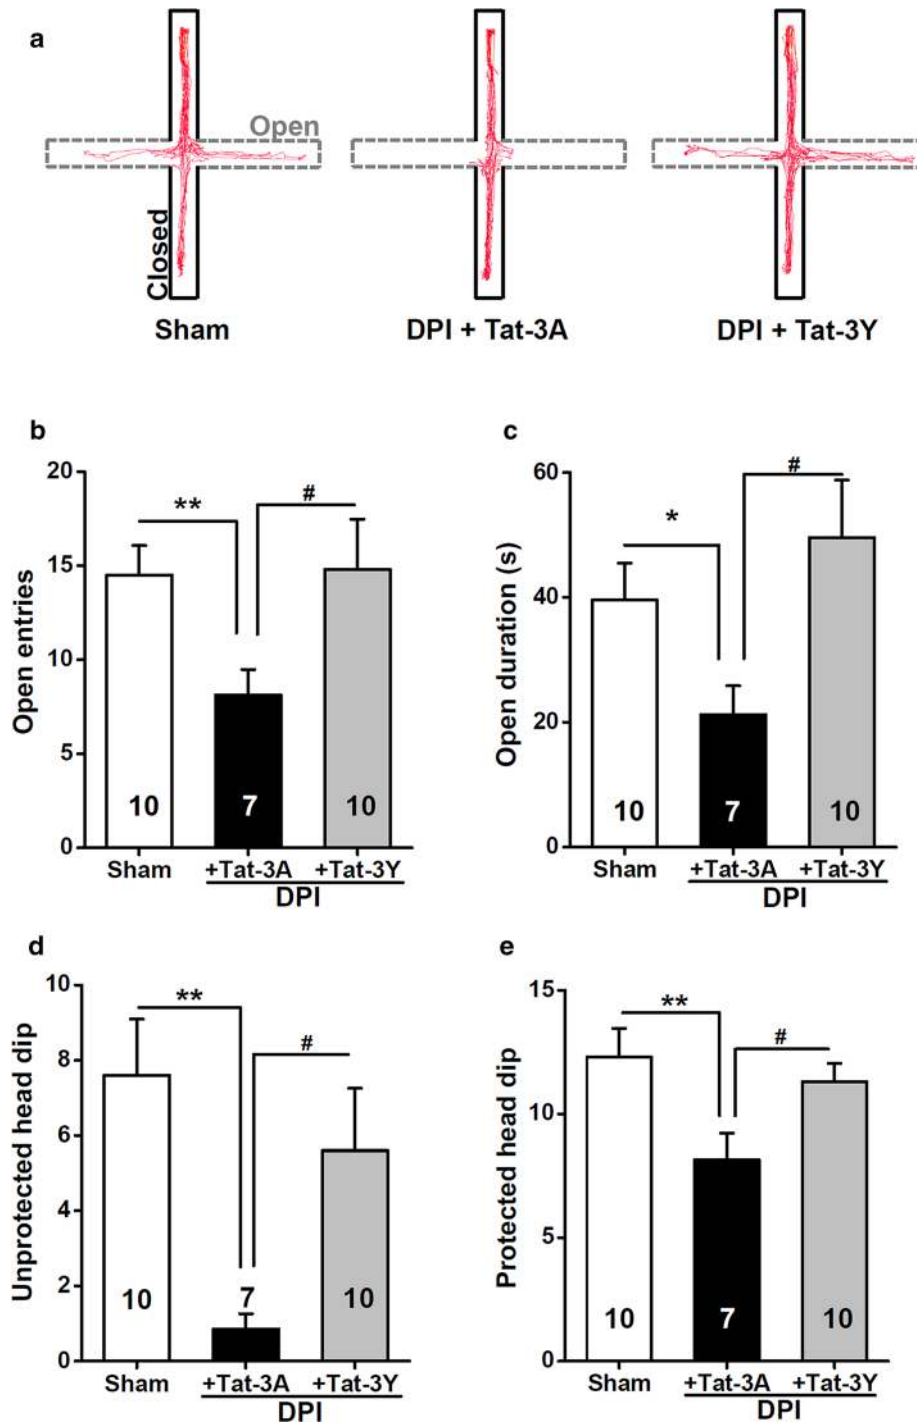 a
Open
Closed
Sham
DPI + Tat-3A
DPI + Tat-3Y
b
20
15
10
5
0
Open entries
**
#
10
7
10
Sham
+Tat-3A
+Tat-3Y
DPI
c
60
40
20
0
Open duration (s)
*
#
10
7
10
Sham
+Tat-3A
+Tat-3Y
DPI
d
10
8
6
4
2
0
Unprotected head dip
**
#
10
7
10
Sham
+Tat-3A
+Tat-3Y
DPI
e
15
10
5
0
Protected head dip
**
#
10
7
10
Sham
+Tat-3A
+Tat-3Y
DPI